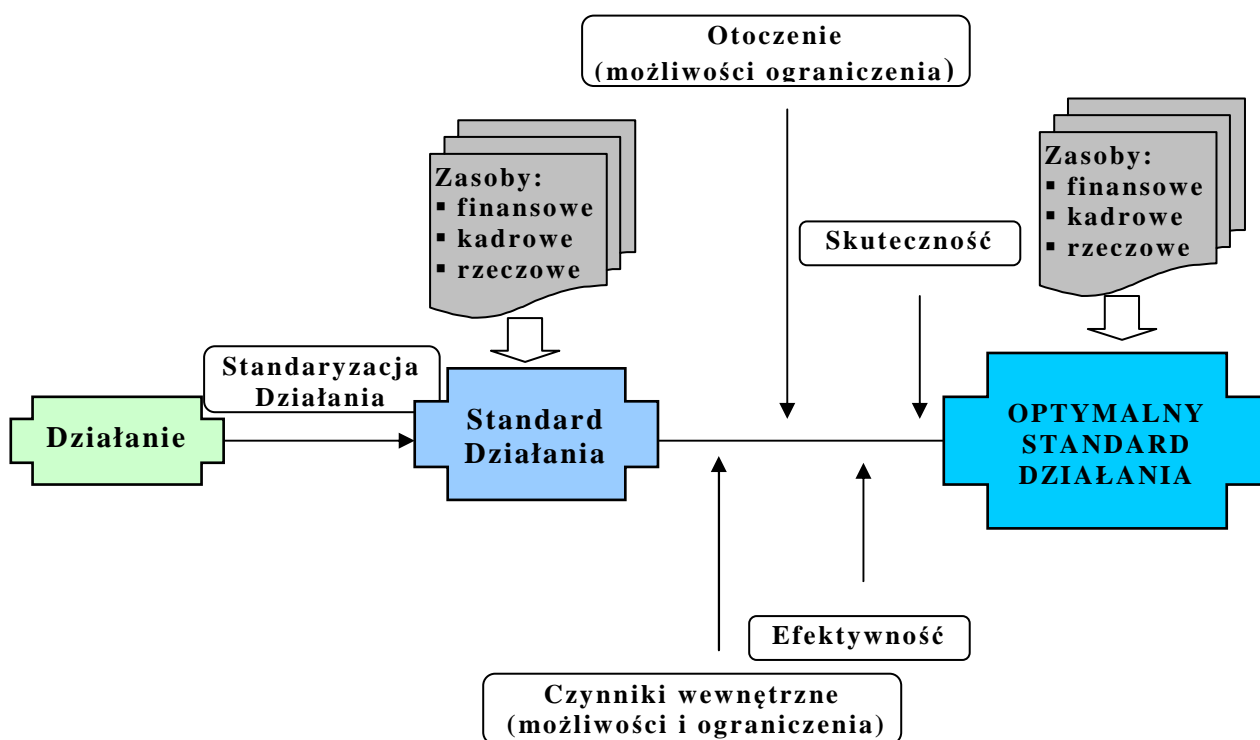 Otoczenie
(możliwości ograniczenia)
Zasoby:
▪ finansowe
▪ kadrowe
▪ rzeczowe
Zasoby:
▪ finansowe
▪ kadrowe
▪ rzeczowe
Skuteczność
Standaryzacja
Działania
Działanie
Standard
Działania
OPTYMALNY
STANDARD
DZIAŁANIA
Efektywność
Czynniki wewnętrzne
(możliwości i ograniczenia)